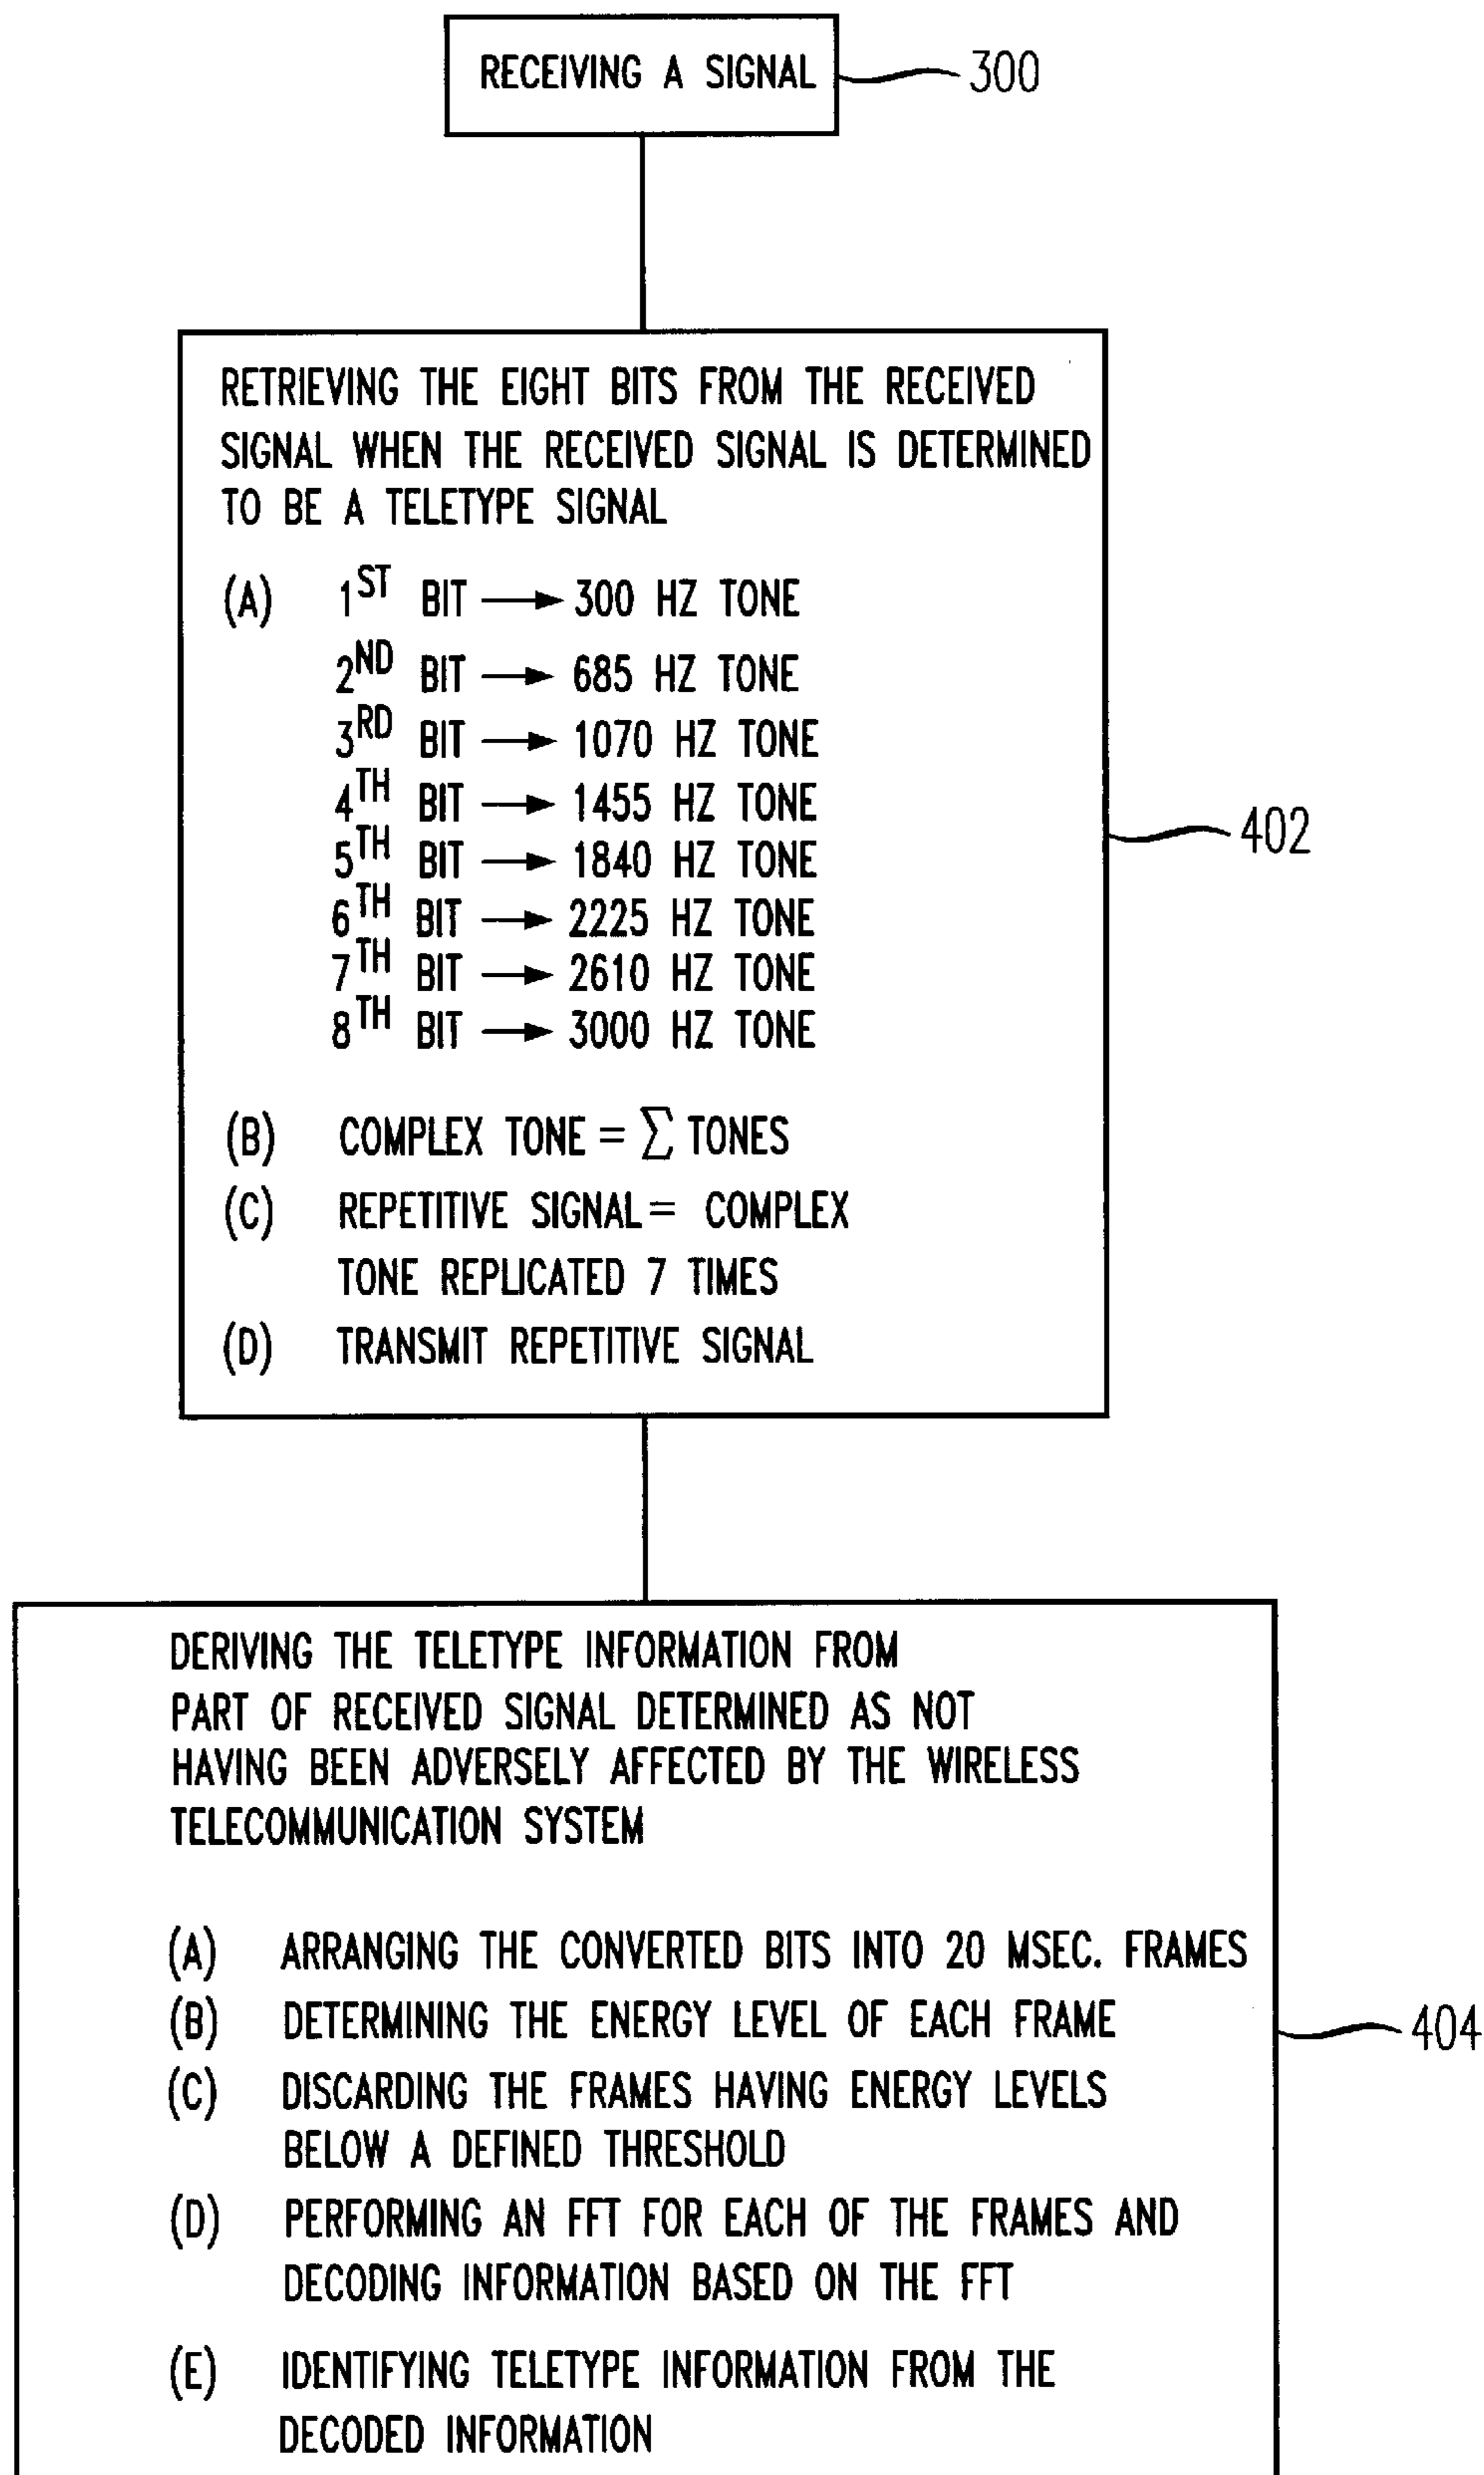 RECEIVING A SIGNAL
300
RETRIEVING THE EIGHT BITS FROM THE RECEIVED
SIGNAL WHEN THE RECEIVED SIGNAL IS DETERMINED
TO BE A TELETYPE SIGNAL
(A) 1ST BIT → 300 HZ TONE
2ND BIT → 685 HZ TONE
3RD BIT → 1070 HZ TONE
4TH BIT → 1455 HZ TONE
5TH BIT → 1840 HZ TONE
6TH BIT → 2225 HZ TONE
7TH BIT → 2610 HZ TONE
8TH BIT → 3000 HZ TONE
(B) COMPLEX TONE = ∑ TONES
(C) REPETITIVE SIGNAL = COMPLEX
TONE REPLICATED 7 TIMES
(D) TRANSMIT REPETITIVE SIGNAL
402
DERIVING THE TELETYPE INFORMATION FROM
PART OF RECEIVED SIGNAL DETERMINED AS NOT
HAVING BEEN ADVERSELY AFFECTED BY THE WIRELESS
TELECOMMUNICATION SYSTEM
(A) ARRANGING THE CONVERTED BITS INTO 20 MSEC. FRAMES
(B) DETERMINING THE ENERGY LEVEL OF EACH FRAME
(C) DISCARDING THE FRAMES HAVING ENERGY LEVELS
BELOW A DEFINED THRESHOLD
(D) PERFORMING AN FFT FOR EACH OF THE FRAMES AND
DECODING INFORMATION BASED ON THE FFT
(E) IDENTIFYING TELETYPE INFORMATION FROM THE
DECODED INFORMATION
404